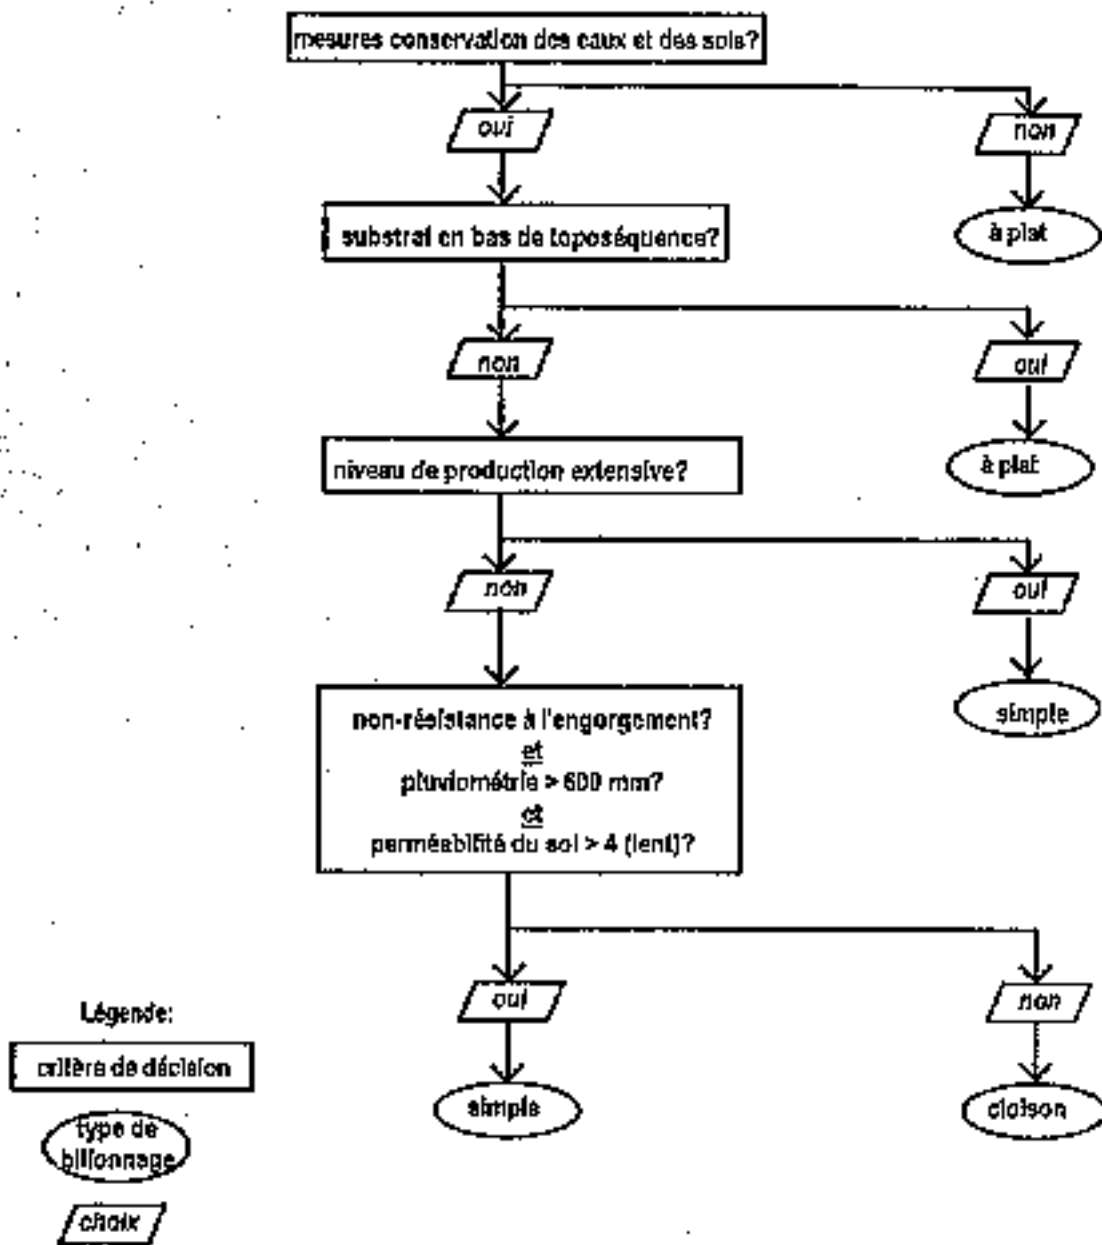 mesures conservation des eaux et des sols?
oui
non
à plat
substrat en bas de toposéquence?
non
oui
à plat
niveau de production extensive?
non
oui
simple
non-résistance à l'engorgement?
et
pluviométrie > 600 mm?
et
perméabilité du sol > 4 (lent)?
oui
non
simple
cloison
Légende:
critère de décision
type de
billonnage
choix